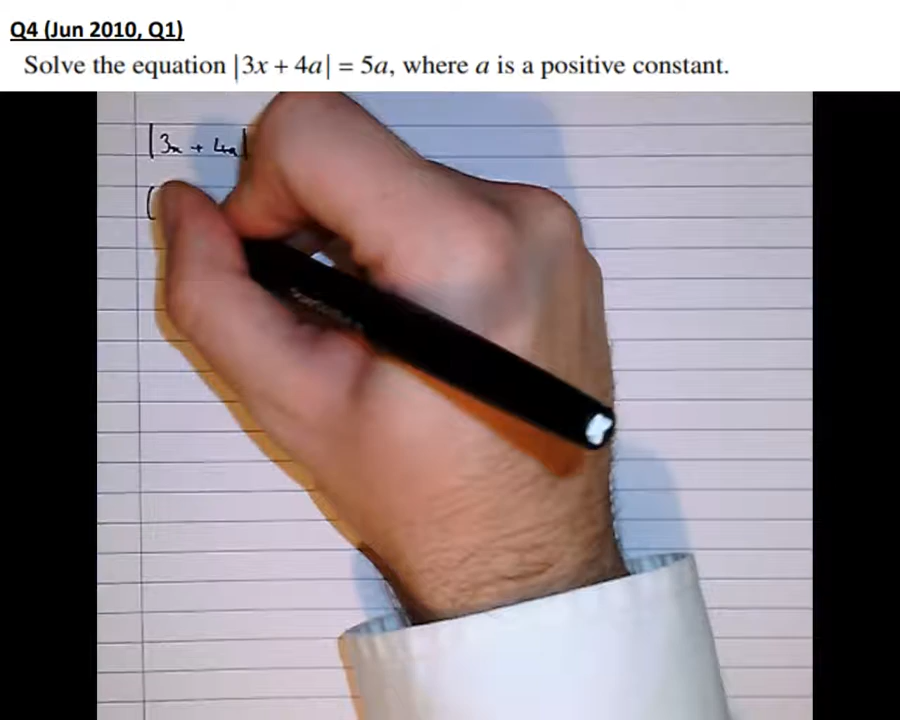 Q4 (Jun 2010, Q1)
Solve the equation |3x + 4a| = 5a, where a is a positive constant.
|3x + 4a|
(